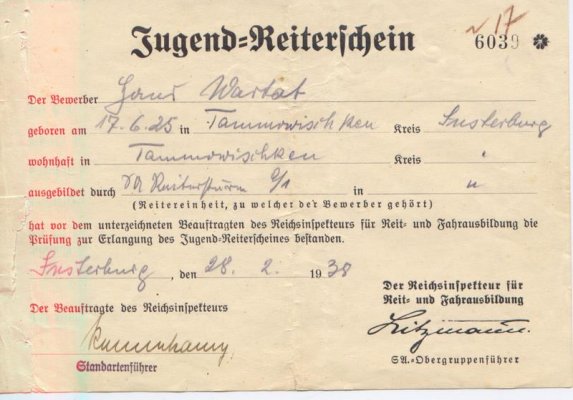 Jugend-Reiterschein
N 17
6039
Der Bewerber Hans Wartat
geboren am 17.6.25 in Tammowischken Kreis Insterburg
wohnhaft in Tammowischken Kreis "
ausgebildet durch SA Reitersturm 9/1 in "
(Reitereinheit, zu welcher der Bewerber gehört)
hat vor dem unterzeichneten Beauftragten des Reichsinspekteurs für Reit- und Fahrausbildung die
Prüfung zur Erlangung des Jugend-Reiterscheines bestanden.
Insterburg, den 28. 2. 1938
Der Beauftragte des Reichsinspekteurs
Standartenführer
Der Reichsinspekteur für
Reit- und Fahrausbildung
Litzmann.
SA.-Obergruppenführer